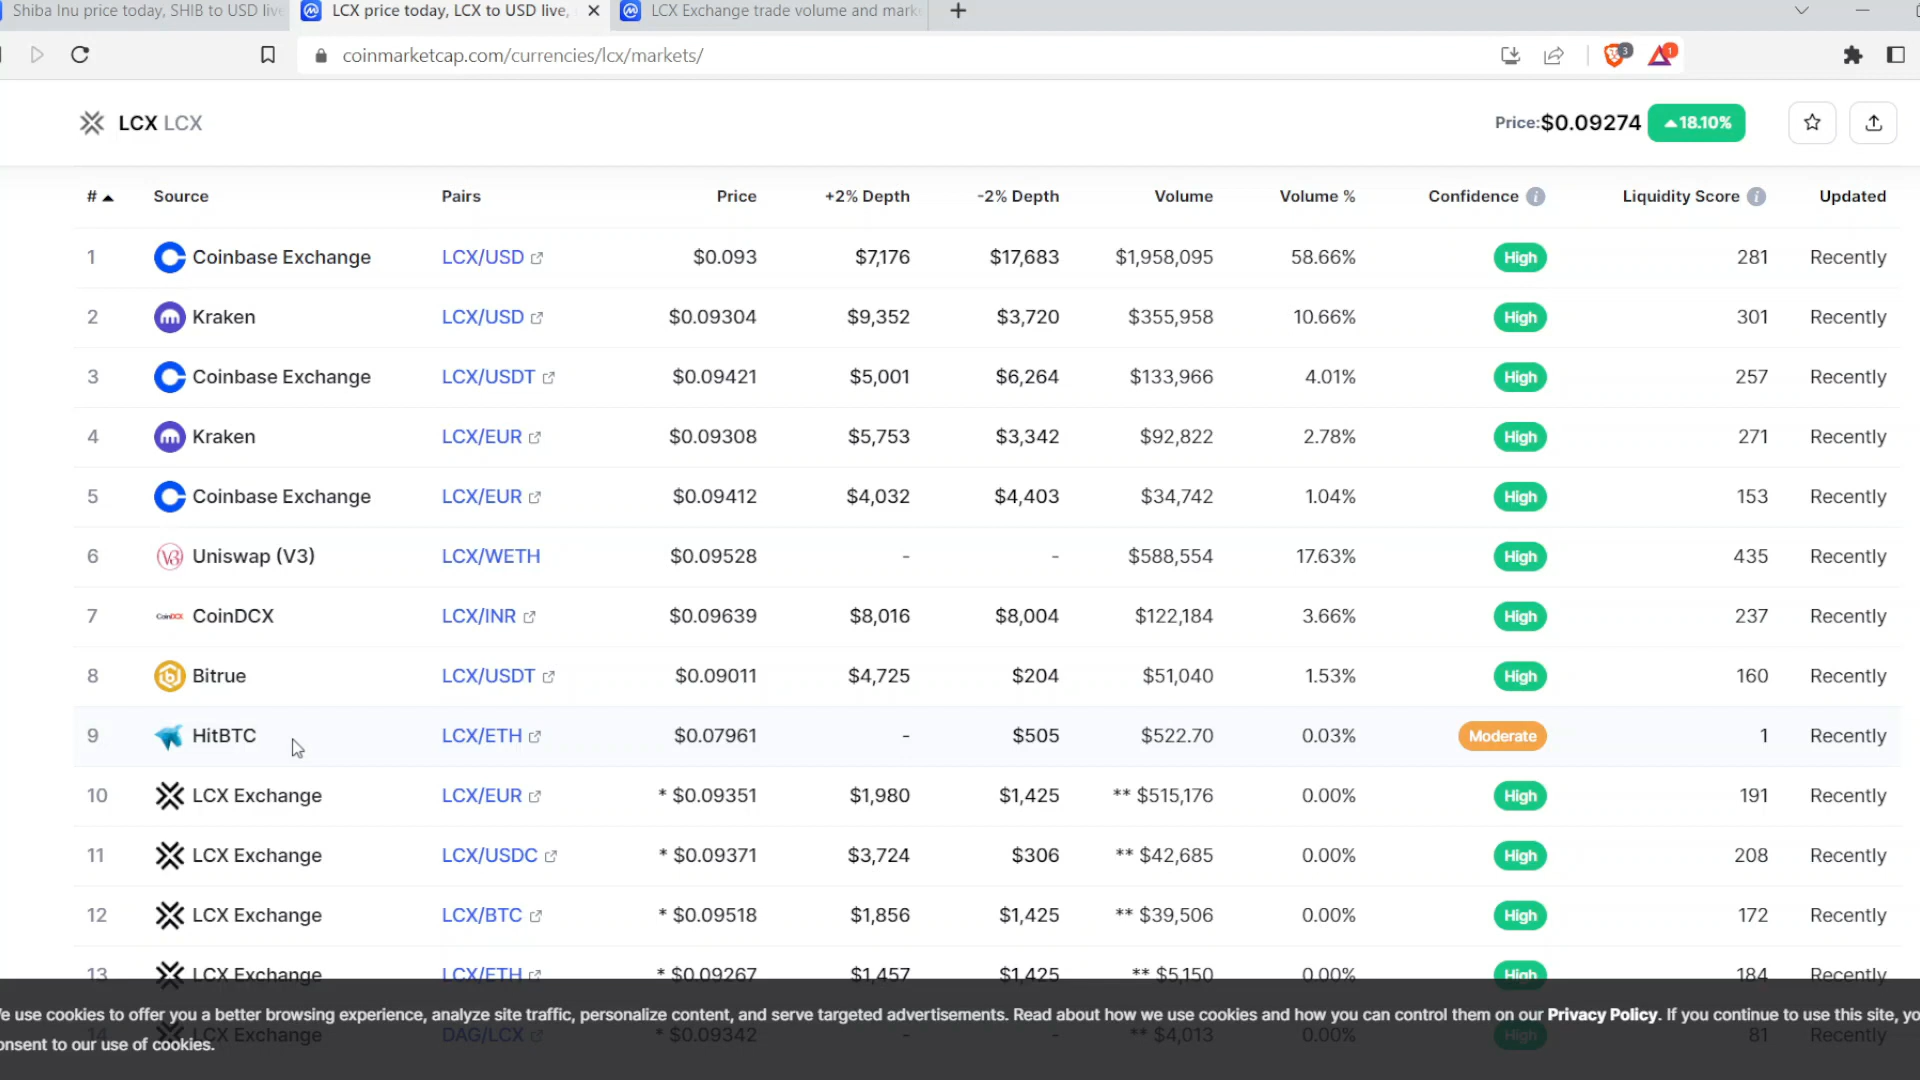 Shiba Inu price today, SHIB to USD live
LCX price today, LCX to USD live,
LCX Exchange trade volume and mark
coinmarketcap.com/currencies/lcx/markets/
3
1
LCX LCX
Price:$0.09274 18.10%
# Source Pairs Price +2% Depth -2% Depth Volume Volume % Confidence Liquidity Score Updated
1 Coinbase Exchange LCX/USD $0.093 $7,176 $17,683 $1,958,095 58.66% High 281 Recently
2 Kraken LCX/USD $0.09304 $9,352 $3,720 $355,958 10.66% High 301 Recently
3 Coinbase Exchange LCX/USDT $0.09421 $5,001 $6,264 $133,966 4.01% High 257 Recently
4 Kraken LCX/EUR $0.09308 $5,753 $3,342 $92,822 2.78% High 271 Recently
5 Coinbase Exchange LCX/EUR $0.09412 $4,032 $4,403 $34,742 1.04% High 153 Recently
6 Uniswap (V3) LCX/WETH $0.09528 - - $588,554 17.63% High 435 Recently
7 CoinDCX LCX/INR $0.09639 $8,016 $8,004 $122,184 3.66% High 237 Recently
8 Bitrue LCX/USDT $0.09011 $4,725 $204 $51,040 1.53% High 160 Recently
9 HitBTC LCX/ETH $0.07961 - $505 $522.70 0.03% Moderate 1 Recently
10 LCX Exchange LCX/EUR * $0.09351 $1,980 $1,425 ** $515,176 0.00% High 191 Recently
11 LCX Exchange LCX/USDC * $0.09371 $3,724 $306 ** $42,685 0.00% High 208 Recently
12 LCX Exchange LCX/BTC * $0.09518 $1,856 $1,425 ** $39,506 0.00% High 172 Recently
13 LCX Exchange LCX/ETH * $0.09267 $1,457 $1,425 ** $5,150 0.00% High 184 Recently
e use cookies to offer you a better browsing experience, analyze site traffic, personalize content, and serve targeted advertisements. Read about how we use cookies and how you can control them on our Privacy Policy. If you continue to use this site, yo
14 LCX Exchange DAG/LCX * $0.09342 - - ** $4,013 0.00% High 81 Recently
onsent to our use of cookies.